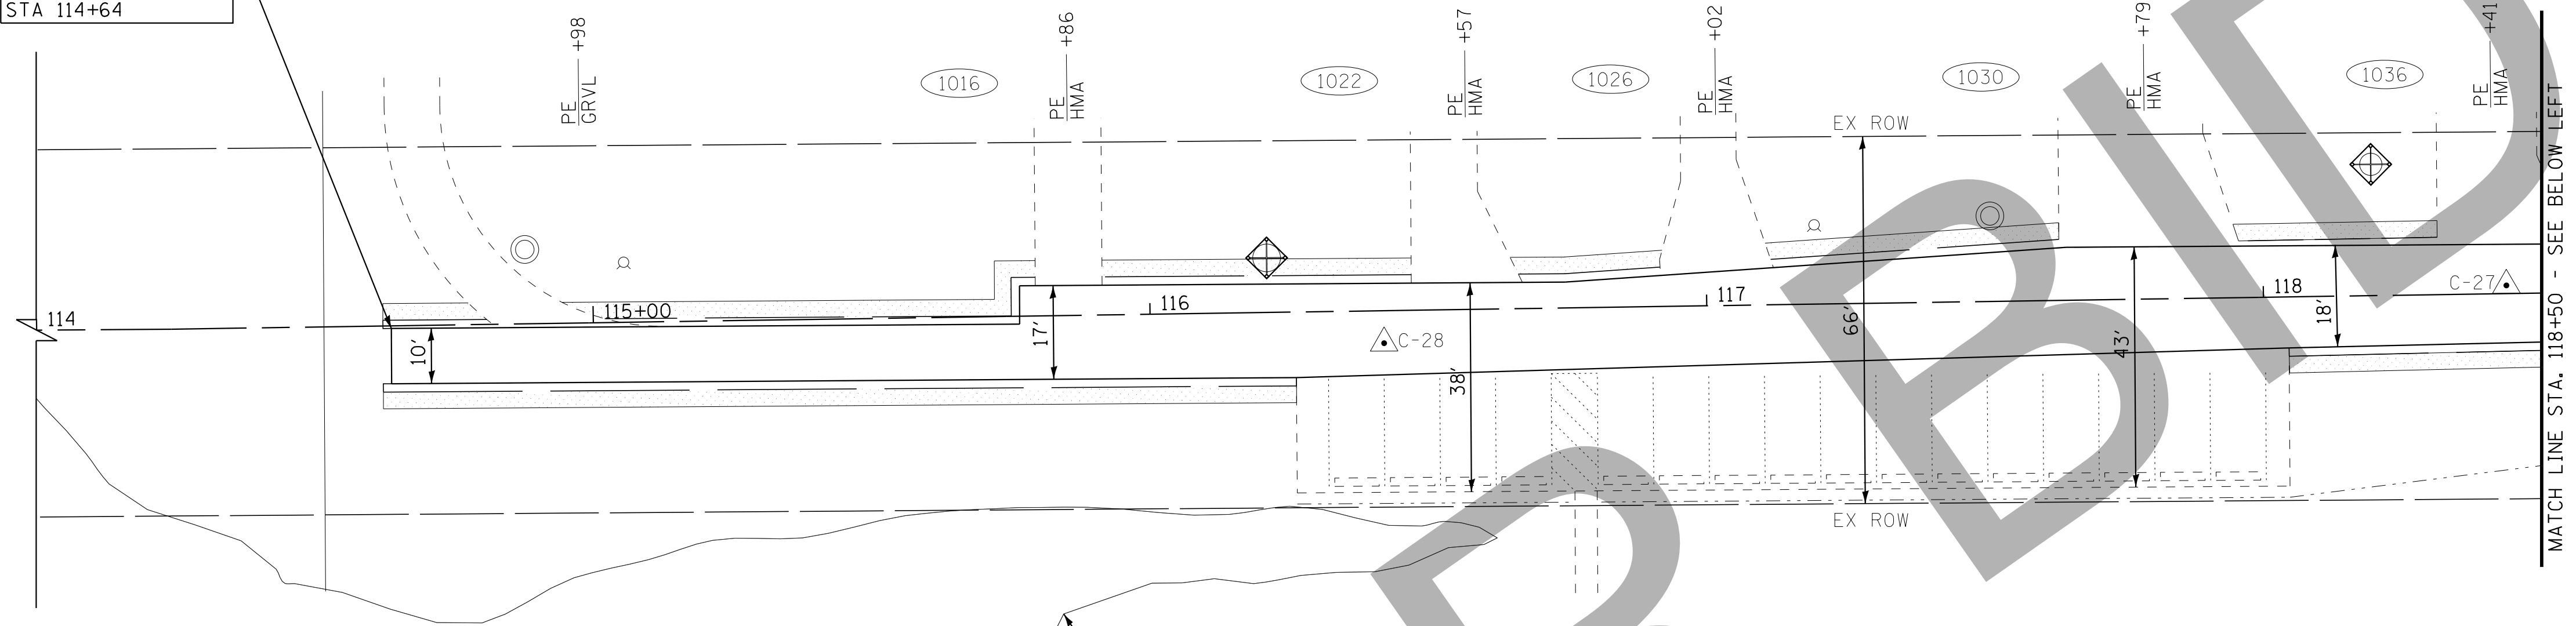 STA 114+64
PE +98
GRVL
1016
PE +86
HMA
1022
PE +57
HMA
1026
PE +02
HMA
1030
PE +79
HMA
1036
PE +41
HMA
EX ROW
114
115+00
116
117
118
C-27
C-28
10'
17'
38'
66'
43'
18'
EX ROW
MATCH LINE STA. 118+50 - SEE BELOW LEFT
BID